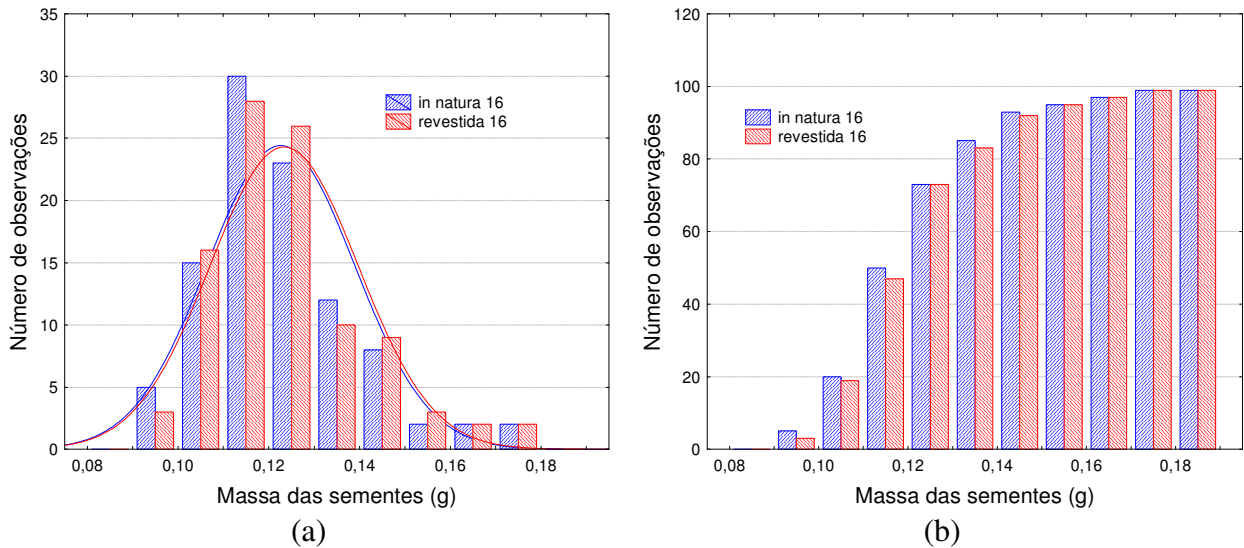 35
30
25
20
15
10
5
0
Número de observações
in natura 16
revestida 16
0,08 0,10 0,12 0,14 0,16 0,18
Massa das sementes (g)
(a)
120
100
80
60
40
20
0
Número de observações
in natura 16
revestida 16
0,08 0,10 0,12 0,14 0,16 0,18
Massa das sementes (g)
(b)